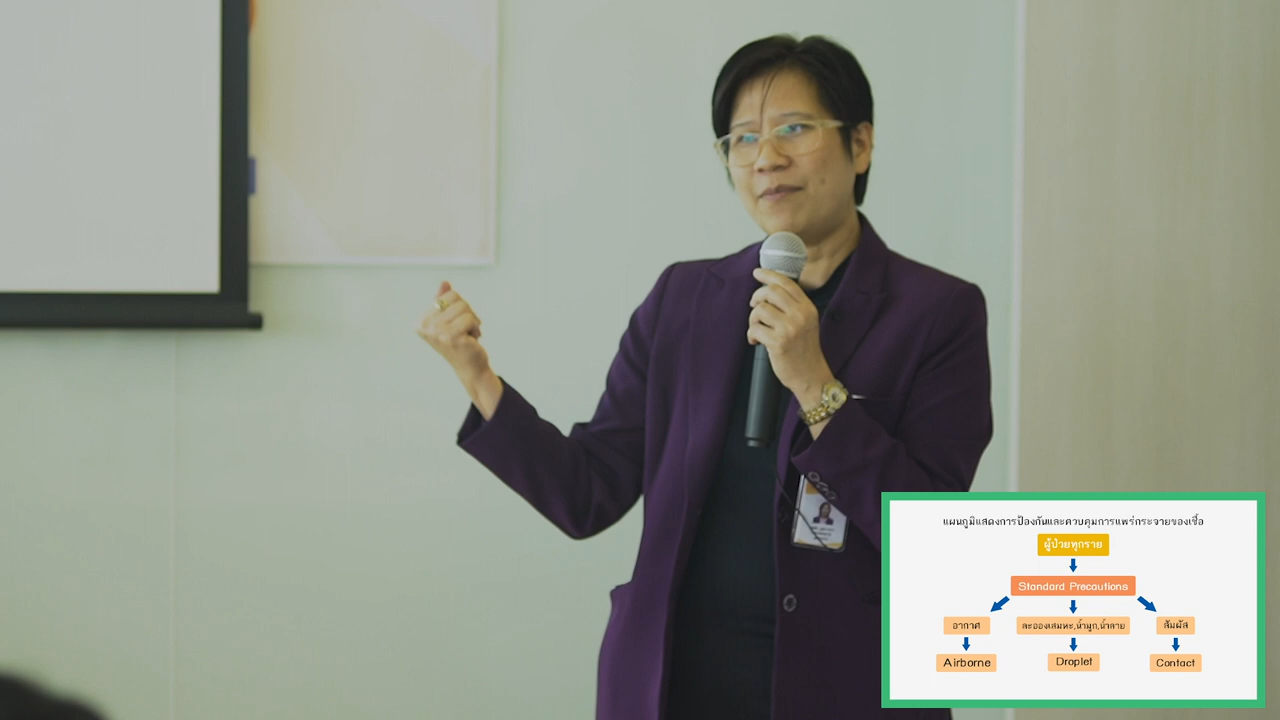 แผนภูมิแสดงการป้องกันและควบคุมการแพร่กระจายของเชื้อ
ผู้ป่วยทุกราย
Standard Precautions
อากาศ
ละอองเสมหะ,น้ำมูก,น้ำลาย
สัมผัส
Airborne
Droplet
Contact